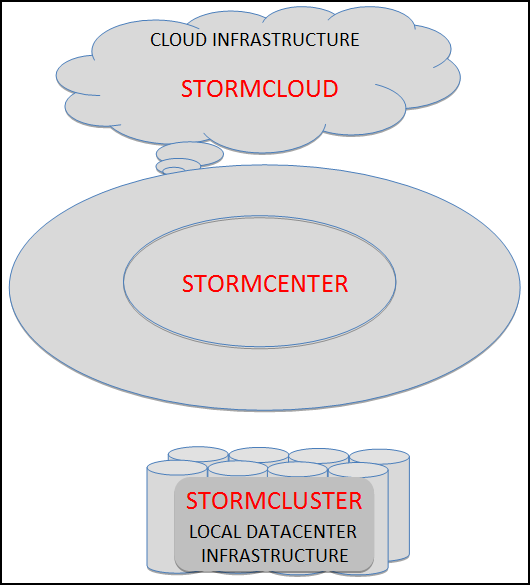 CLOUD INFRASTRUCTURE
STORMCLOUD
STORMCENTER
STORMCLUSTER
LOCAL DATACENTER
INFRASTRUCTURE